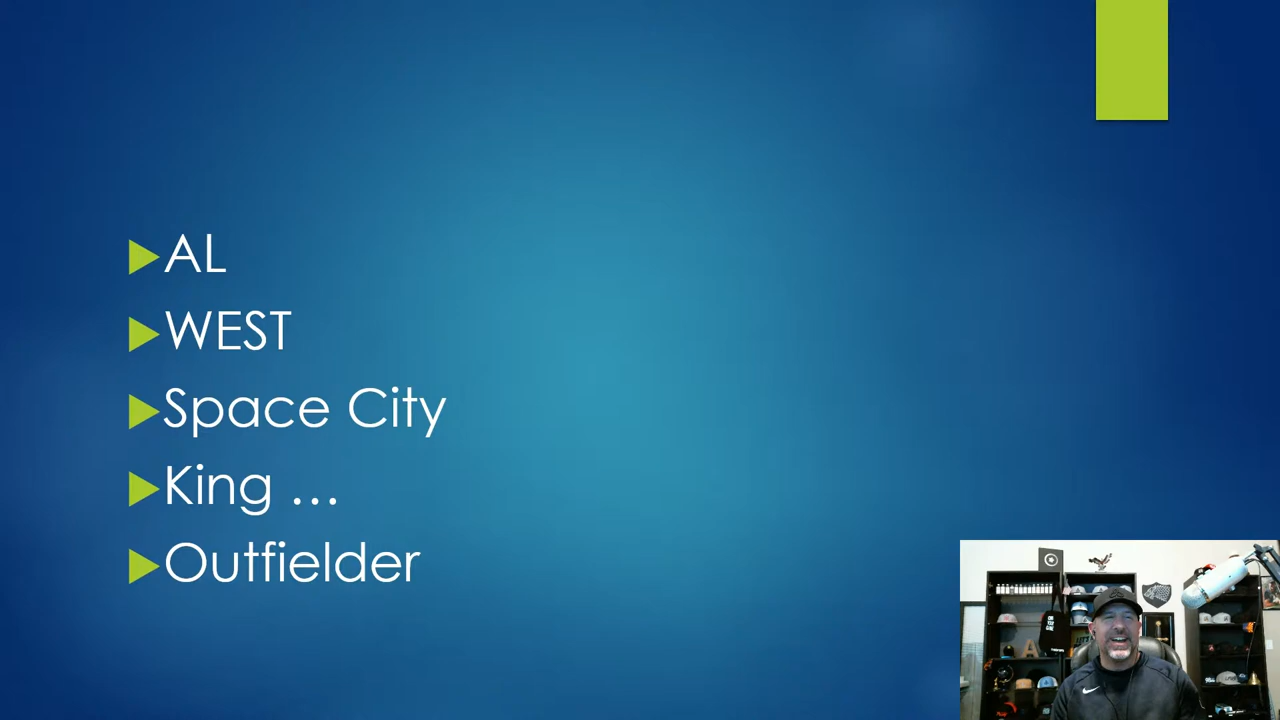 AL
WEST
Space City
King …
Outfielder